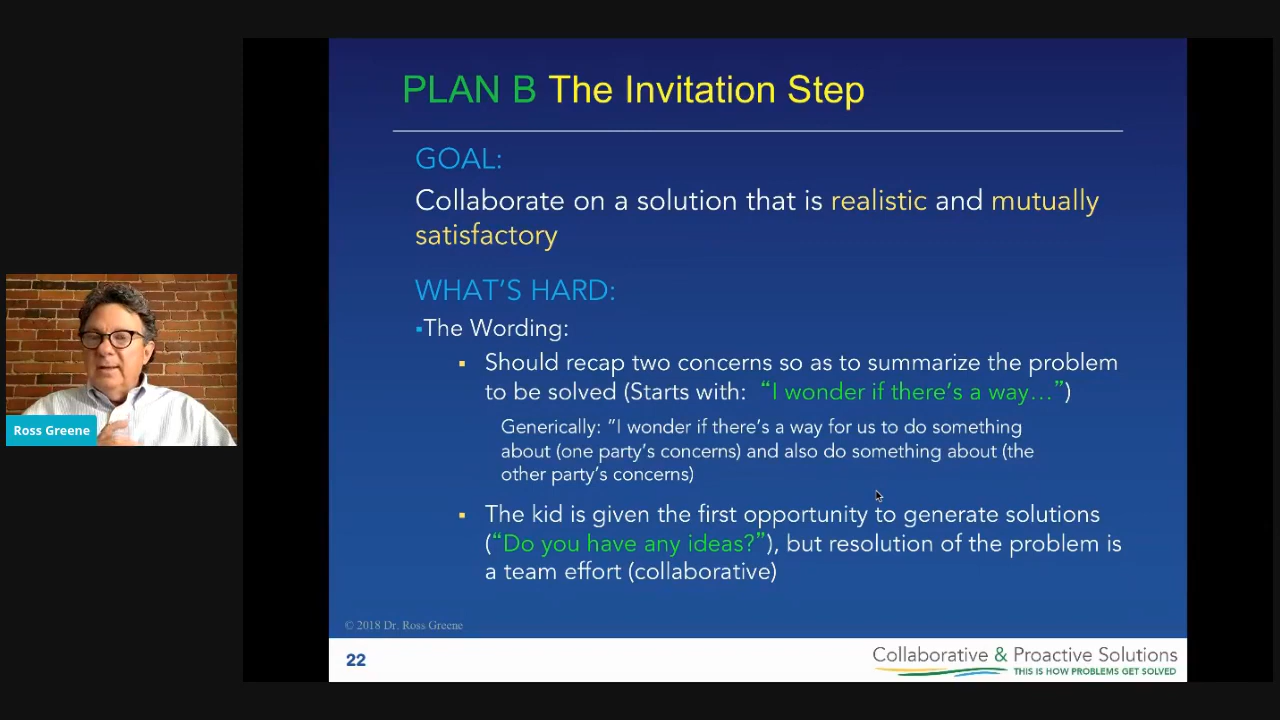 PLAN B The Invitation Step
GOAL:
Collaborate on a solution that is realistic and mutually
satisfactory
WHAT'S HARD:
▪The Wording:
▪ Should recap two concerns so as to summarize the problem
to be solved (Starts with: “I wonder if there's a way…”)
Generically: ”I wonder if there's a way for us to do something
about (one party's concerns) and also do something about (the
other party's concerns)
▪ The kid is given the first opportunity to generate solutions
(“Do you have any ideas?”), but resolution of the problem is
a team effort (collaborative)
Ross Greene
© 2018 Dr. Ross Greene
22
Collaborative & Proactive Solutions
THIS IS HOW PROBLEMS GET SOLVED